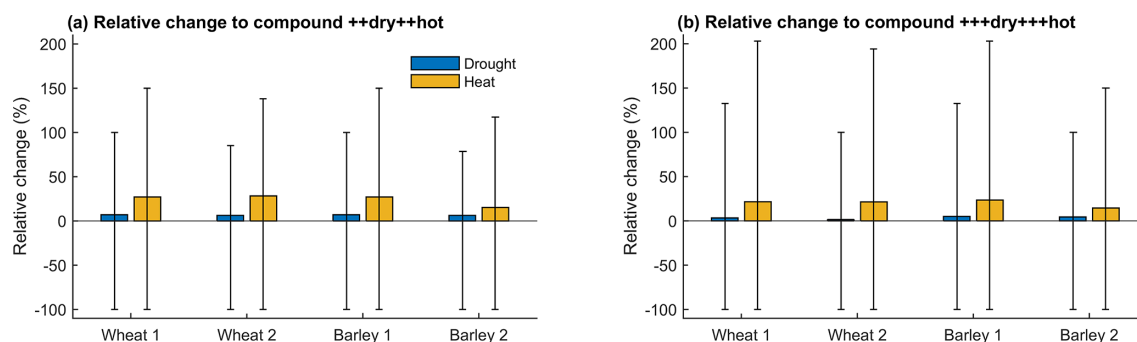 (a) Relative change to compound ++dry++hot
Relative change (%)
200
150
100
50
0
-50
-100
Drought
Heat
Wheat 1
Wheat 2
Barley 1
Barley 2
(b) Relative change to compound +++dry+++hot
Relative change (%)
200
150
100
50
0
-50
-100
Wheat 1
Wheat 2
Barley 1
Barley 2